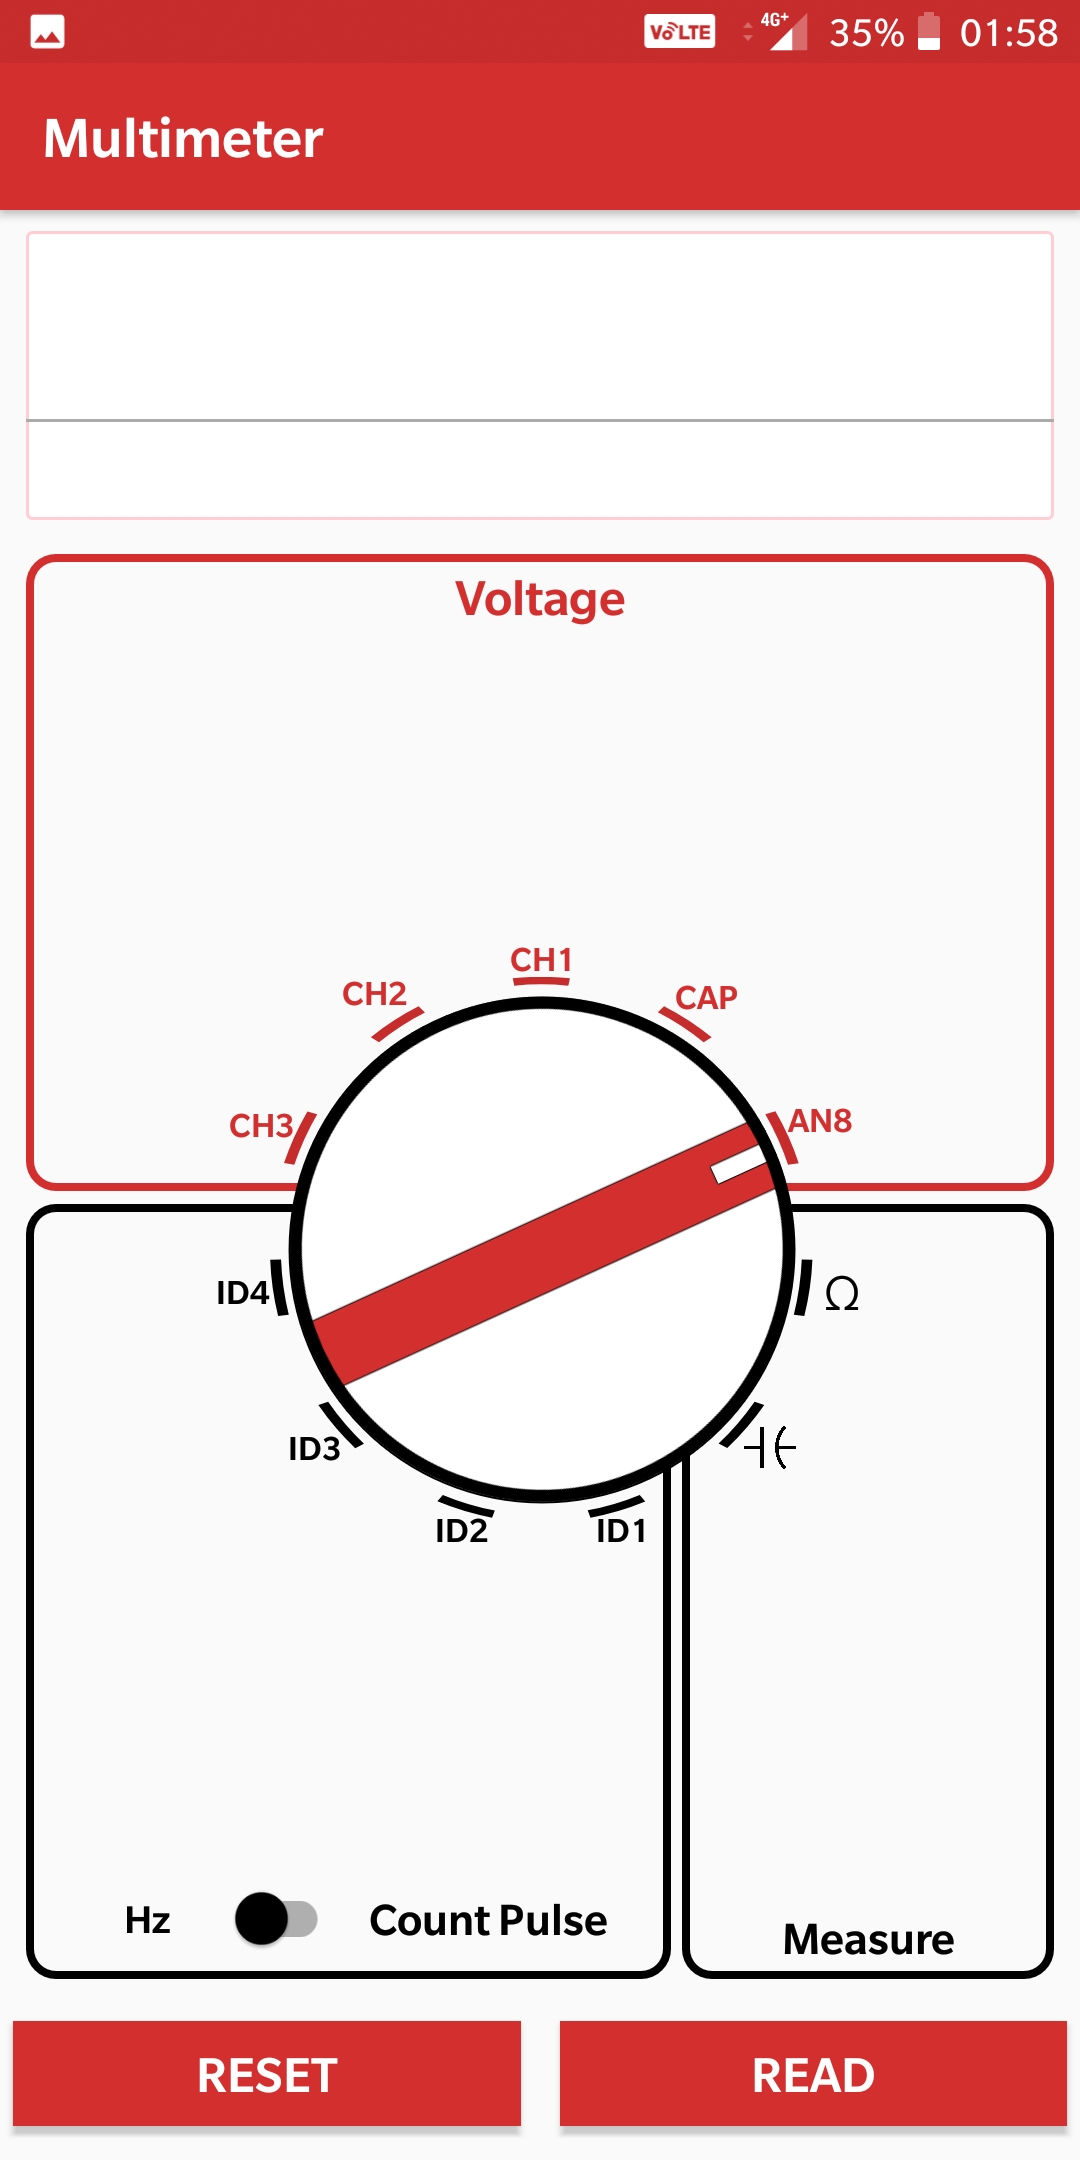 VoLTE 4G+ 35% 01:58
Multimeter
Voltage
CH1
CH2 CAP
CH3 AN8
ID4 Ω
ID3
ID2 ID1
Hz Count Pulse
Measure
RESET READ